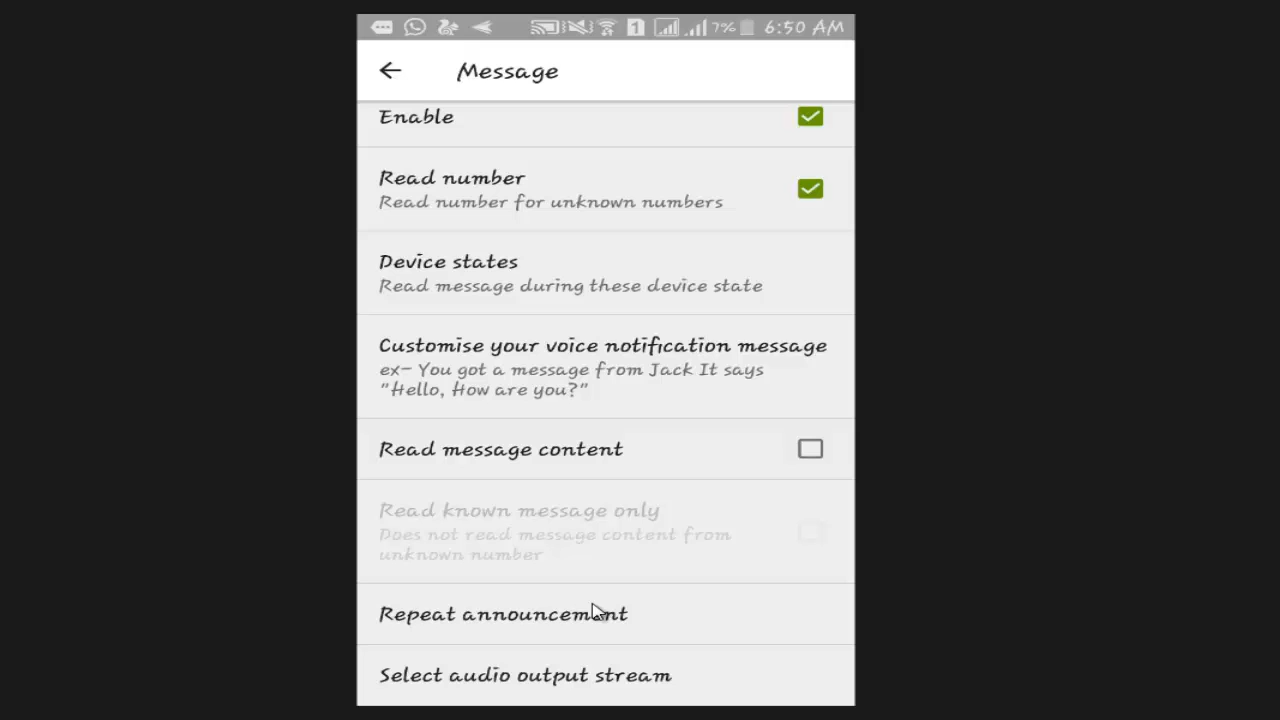 1 7% 6:50 AM
Message
Enable
Read number
Read number for unknown numbers
Device states
Read message during these device state
Customise your voice notification message
ex- You got a message from Jack It says
"Hello, How are you?"
Read message content
Read known message only
Does not read message content from
unknown number
Repeat announcement
Select audio output stream